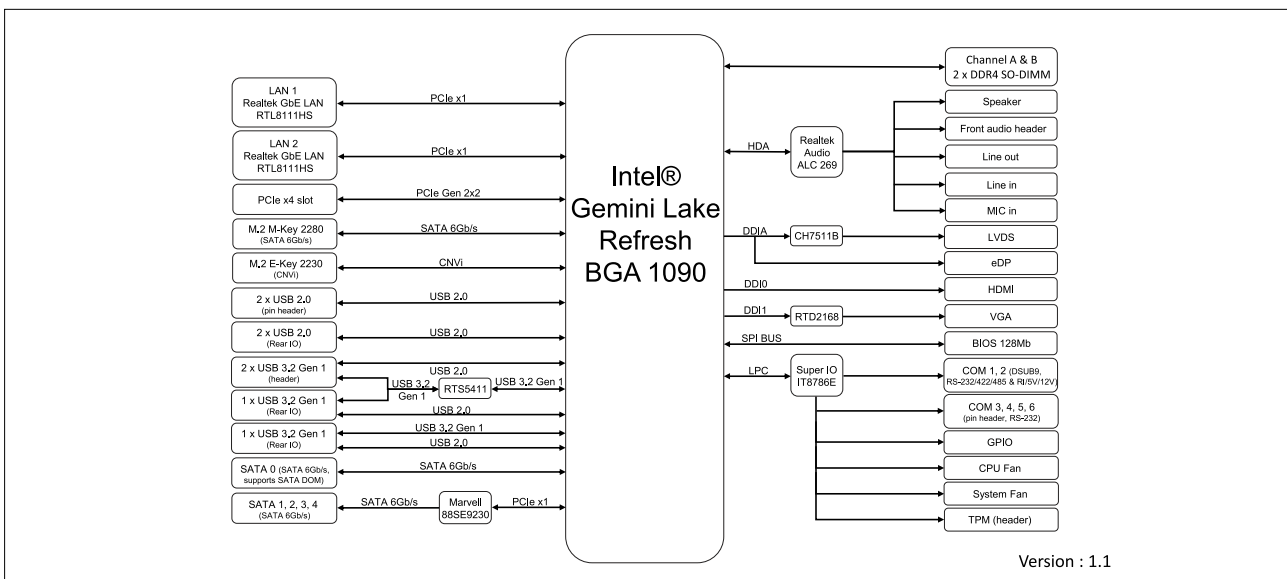 LAN 1
Realtek GbE LAN
RTL8111HS
PCIe x1
LAN 2
Realtek GbE LAN
RTL8111HS
PCIe x1
PCIe x4 slot
PCIe Gen 2x2
M.2 M-Key 2280
(SATA 6Gb/s)
SATA 6Gb/s
M.2 E-Key 2230
(CNVi)
CNVi
2 x USB 2.0
(pin header)
USB 2.0
2 x USB 2.0
(Rear IO)
USB 2.0
2 x USB 3.2 Gen 1
(header)
USB 2.0
USB 3.2
Gen 1
RTS5411
USB 3.2 Gen 1
1 x USB 3.2 Gen 1
(Rear IO)
USB 2.0
1 x USB 3.2 Gen 1
(Rear IO)
USB 3.2 Gen 1
USB 2.0
SATA 0 (SATA 6Gb/s,
supports SATA DOM)
SATA 6Gb/s
SATA 1, 2, 3, 4
(SATA 6Gb/s)
SATA 6Gb/s
Marvell
88SE9230
PCIe x1
Intel®
Gemini Lake
Refresh
BGA 1090
Channel A & B
2 x DDR4 SO-DIMM
HDA
Realtek
Audio
ALC 269
Speaker
Front audio header
Line out
Line in
MIC in
DDIA
CH7511B
LVDS
eDP
DDI0
HDMI
DDI1
RTD2168
VGA
SPI BUS
BIOS 128Mb
LPC
Super IO
IT8786E
COM 1, 2 (DSUB9,
RS-232/422/485 & RI/5V/12V)
COM 3, 4, 5, 6
(pin header, RS-232)
GPIO
CPU Fan
System Fan
TPM (header)
Version : 1.1